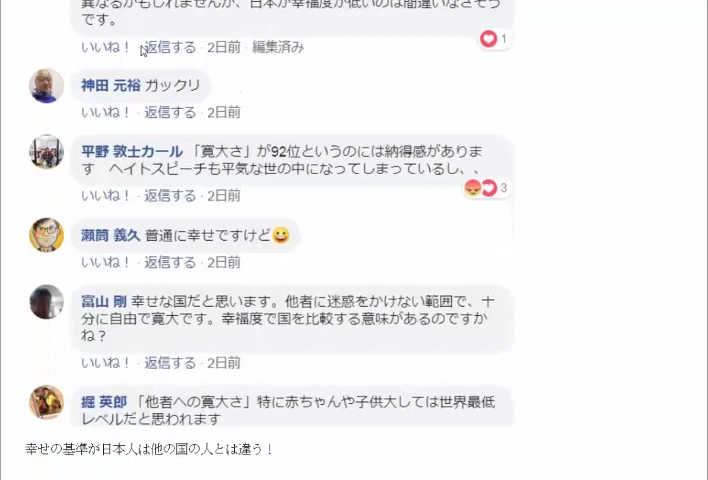 異なるかもしれませんが、日本が幸福度が低いのは間違いなさそう
です。
いいね！ · 返信する · 2日前 · 編集済み
1
神田 元裕 ガックリ
いいね！ · 返信する · 2日前
平野 敦士カール 「寛大さ」が92位というのには納得感がありま
す　ヘイトスピーチも平気な世の中になってしまっているし、、
3
いいね！ · 返信する · 2日前
瀬筒 義久 普通に幸せですけど😀
いいね！ · 返信する · 2日前
富山 剛 幸せな国だと思います。他者に迷惑をかけない範囲で、十
分に自由で寛大です。幸福度で国を比較する意味があるのですか
ね？
いいね！ · 返信する · 2日前
掘 英郎 「他者への寛大さ」特に赤ちゃんや子供大しては世界最低
レベルだと思われます
幸せの基準が日本人は他の国の人とは違う！